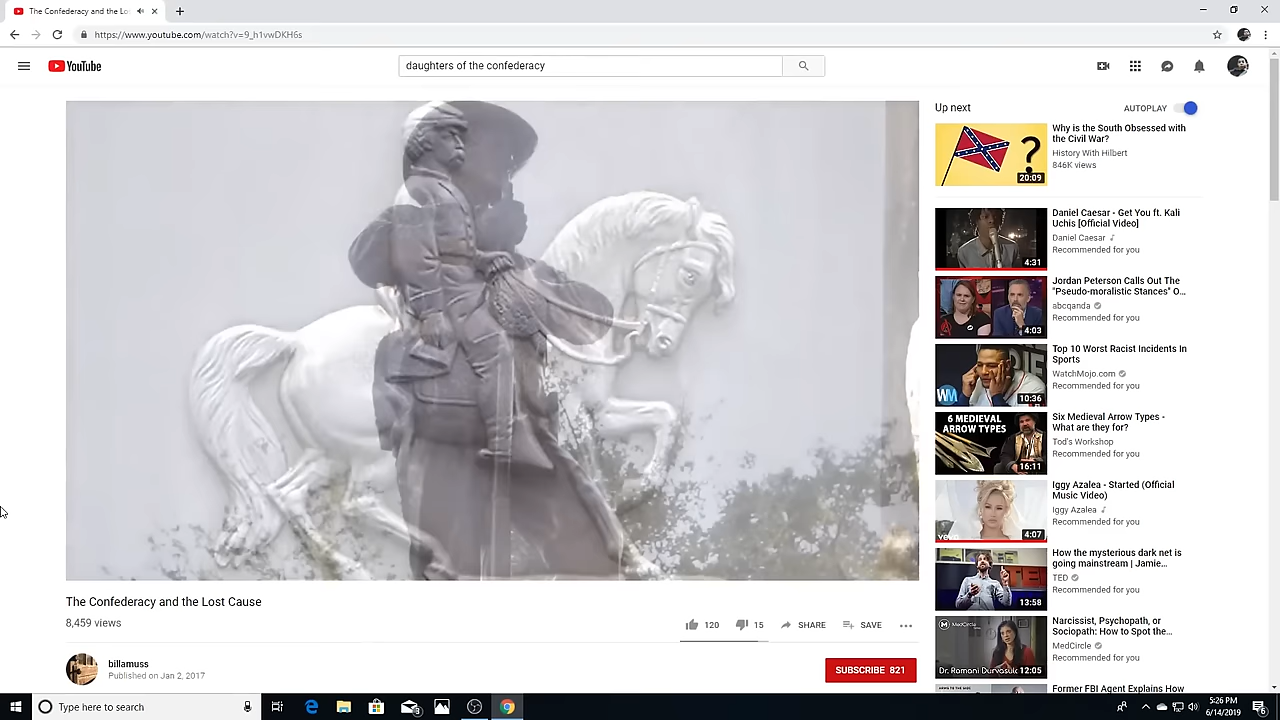 The Confederacy and the Lo
https://www.youtube.com/watch?v=9_h1vwDKH6s
YouTube
daughters of the confederacy
Up next
AUTOPLAY
Why is the South Obsessed with
the Civil War?
History With Hilbert
846K views
?
20:09
Daniel Caesar - Get You ft. Kali
Uchis [Official Video]
Daniel Caesar
Recommended for you
4:31
Jordan Peterson Calls Out The
"Pseudo-moralistic Stances" O...
abcqanda
Recommended for you
4:03
Top 10 Worst Racist Incidents In
Sports
WatchMojo.com
Recommended for you
WM
10:36
Six Medieval Arrow Types -
What are they for?
Tod's Workshop
Recommended for you
6 MEDIEVAL
ARROW TYPES
16:11
Iggy Azalea - Started (Official
Music Video)
Iggy Azalea
Recommended for you
vevo
4:07
How the mysterious dark net is
going mainstream | Jamie...
TED
Recommended for you
13:58
Narcissist, Psychopath, or
Sociopath: How to Spot the...
MedCircle
Recommended for you
MedCircle
Dr. Romani Durvasula
12:05
Former FBI Agent Explains How
The Confederacy and the Lost Cause
8,459 views
120
15
SHARE
SAVE
billamuss
Published on Jan 2, 2017
SUBSCRIBE 821
Type here to search
5:26 PM
6/14/2019